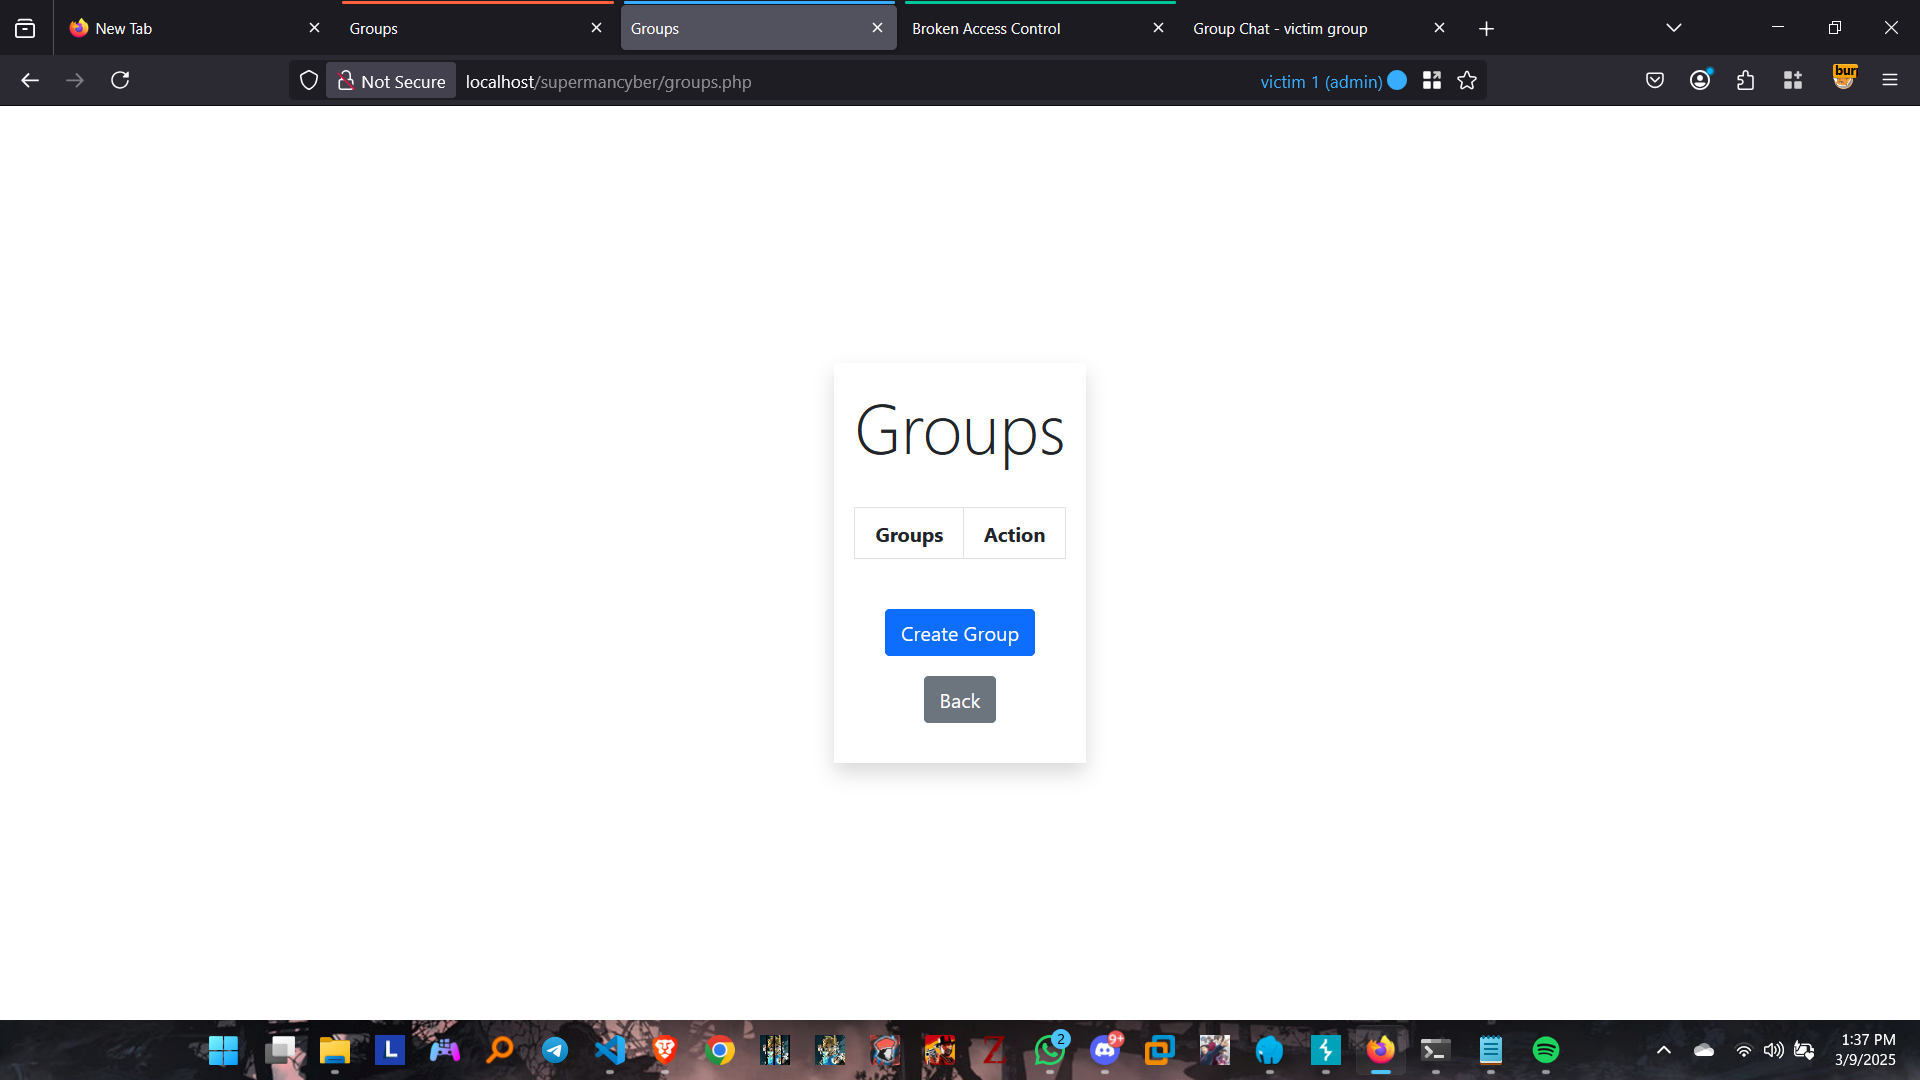 New Tab
Groups
Groups
Broken Access Control
Group Chat - victim group
Not Secure
localhost/supermancyber/groups.php
victim 1 (admin)
bur
Groups
Groups Action
Create Group
Back
L
Z
2
9+
1:37 PM
3/9/2025